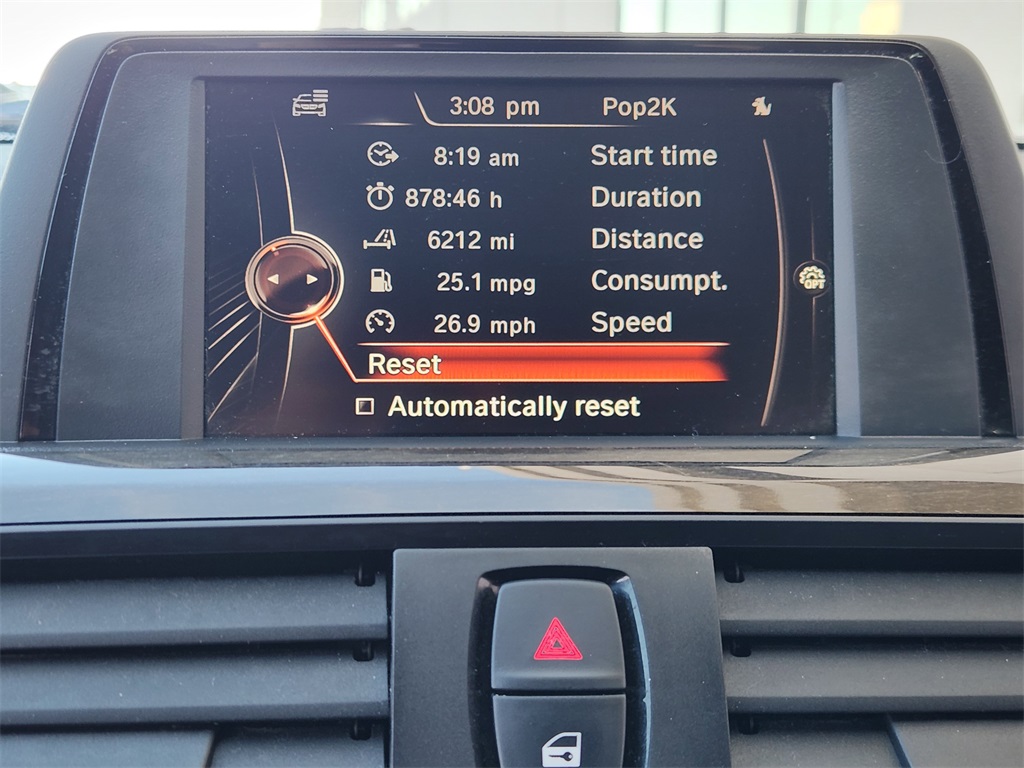 3:08 pm Pop2K
8:19 am Start time
878:46 h Duration
6212 mi Distance
25.1 mpg Consumpt.
OPT
26.9 mph Speed
Reset
Automatically reset